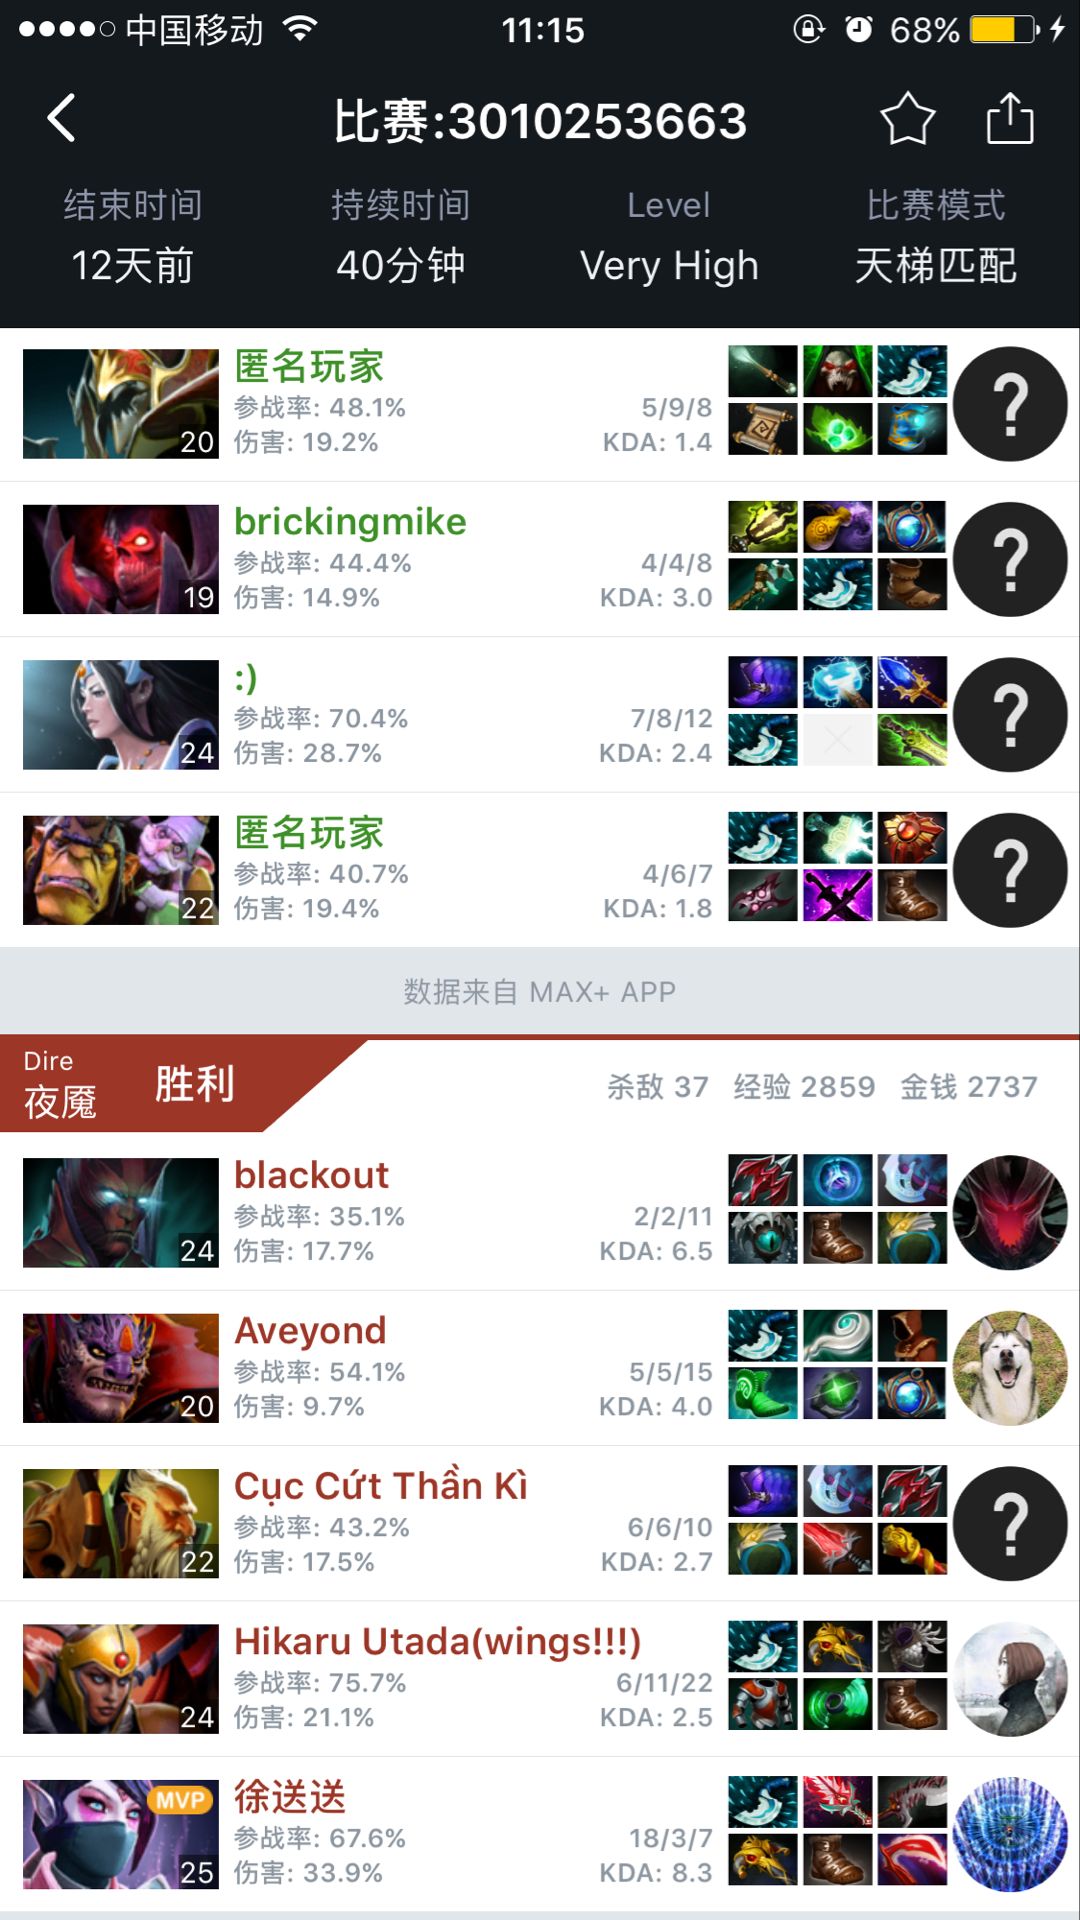 中国移动
11:15
68%
比赛:3010253663
结束时间 持续时间 Level 比赛模式
12天前 40分钟 Very High 天梯匹配
20
匿名玩家
参战率: 48.1% 5/9/8
伤害: 19.2% KDA: 1.4
?
19
brickingmike
参战率: 44.4% 4/4/8
伤害: 14.9% KDA: 3.0
?
24
:)
参战率: 70.4% 7/8/12
伤害: 28.7% KDA: 2.4
?
22
匿名玩家
参战率: 40.7% 4/6/7
伤害: 19.4% KDA: 1.8
?
数据来自 MAX+ APP
Dire
夜魇 胜利 杀敌 37 经验 2859 金钱 2737
24
blackout
参战率: 35.1% 2/2/11
伤害: 17.7% KDA: 6.5
20
Aveyond
参战率: 54.1% 5/5/15
伤害: 9.7% KDA: 4.0
22
Cục Cứt Thần Kì
参战率: 43.2% 6/6/10
伤害: 17.5% KDA: 2.7
?
24
Hikaru Utada(wings!!!)
参战率: 75.7% 6/11/22
伤害: 21.1% KDA: 2.5
MVP
25
徐送送
参战率: 67.6% 18/3/7
伤害: 33.9% KDA: 8.3